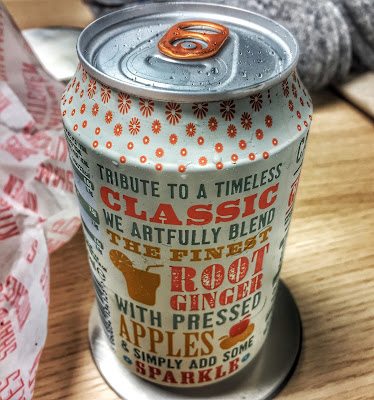 TRIBUTE TO A TIMELESS
CLASSIC
WE ARTFULLY BLEND
THE FINEST
ROOT
GINGER
WITH PRESSED
APPLES
& SIMPLY ADD SOME
SPARKLE